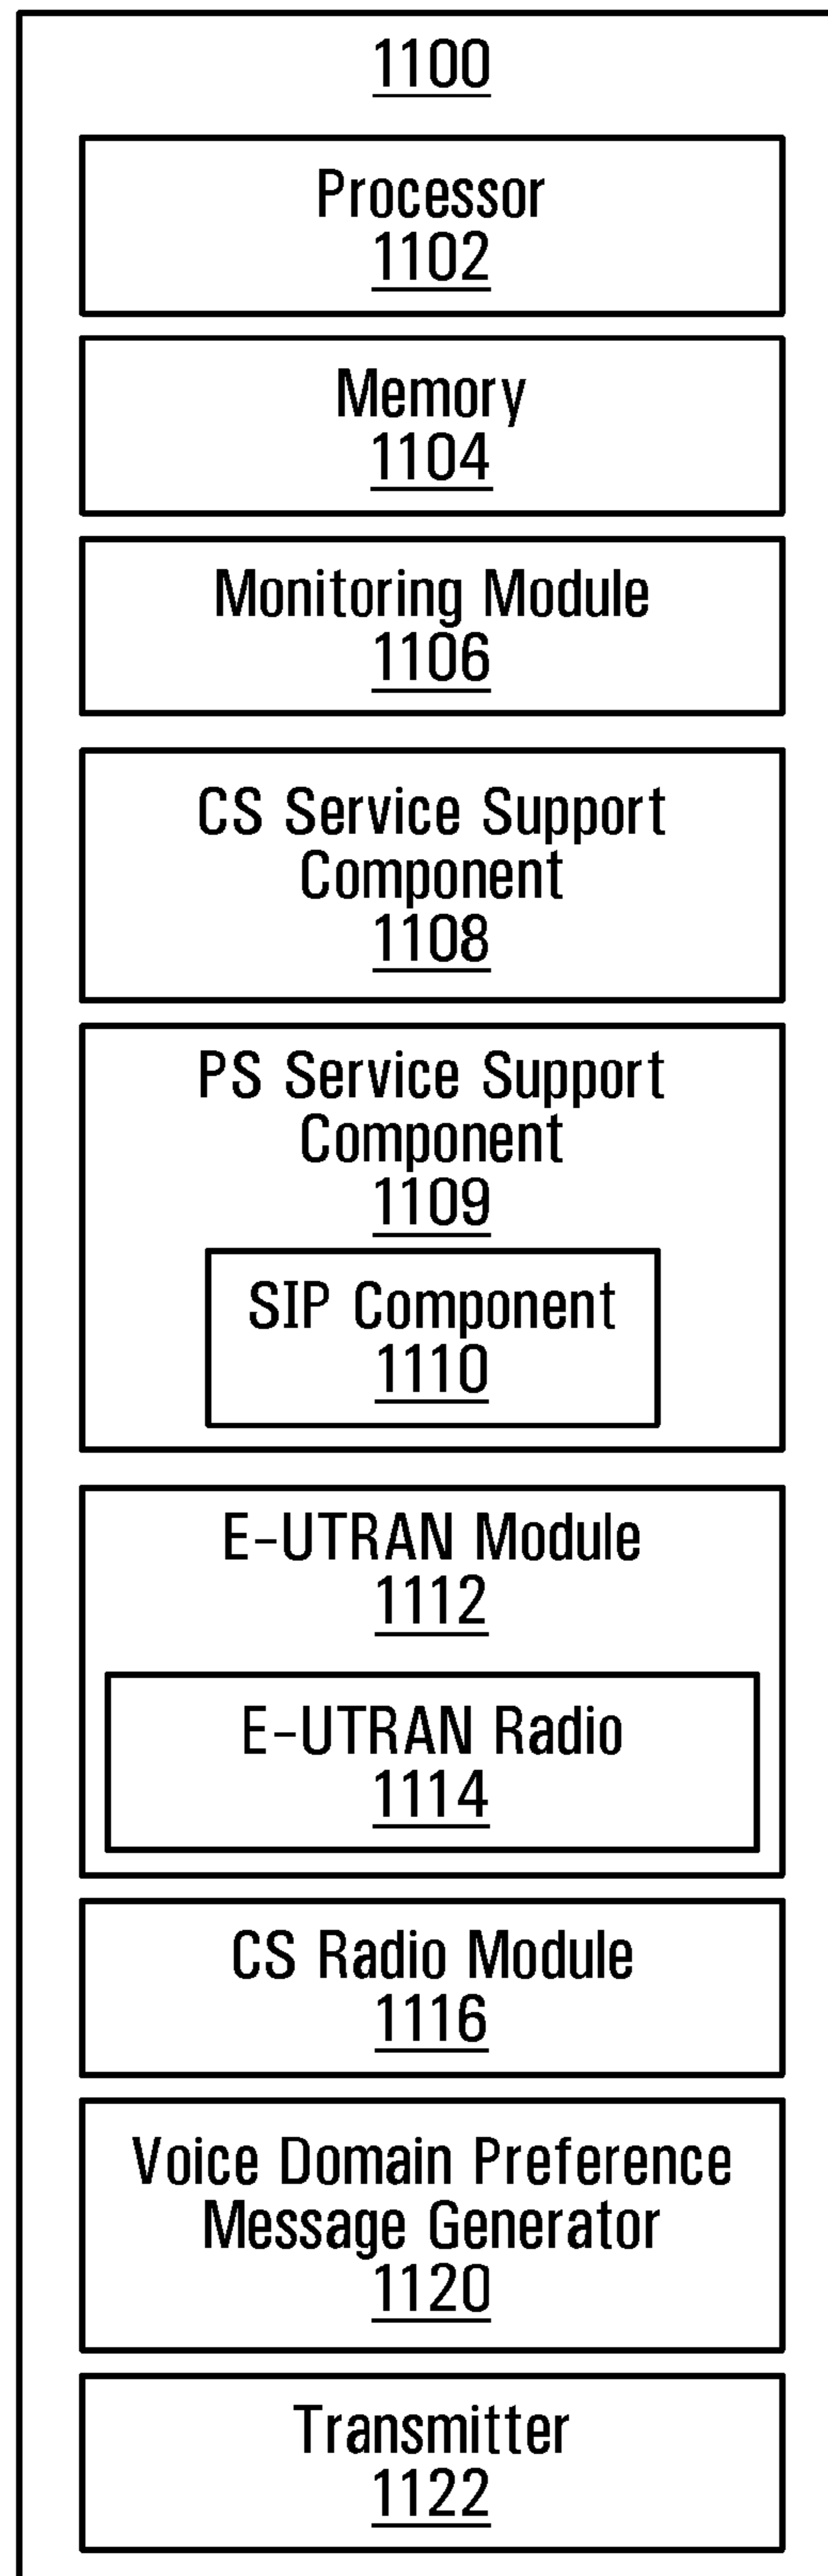 1100
Processor
1102
Memory
1104
Monitoring Module
1106
CS Service Support
Component
1108
PS Service Support
Component
1109
SIP Component
1110
E-UTRAN Module
1112
E-UTRAN Radio
1114
CS Radio Module
1116
Voice Domain Preference
Message Generator
1120
Transmitter
1122